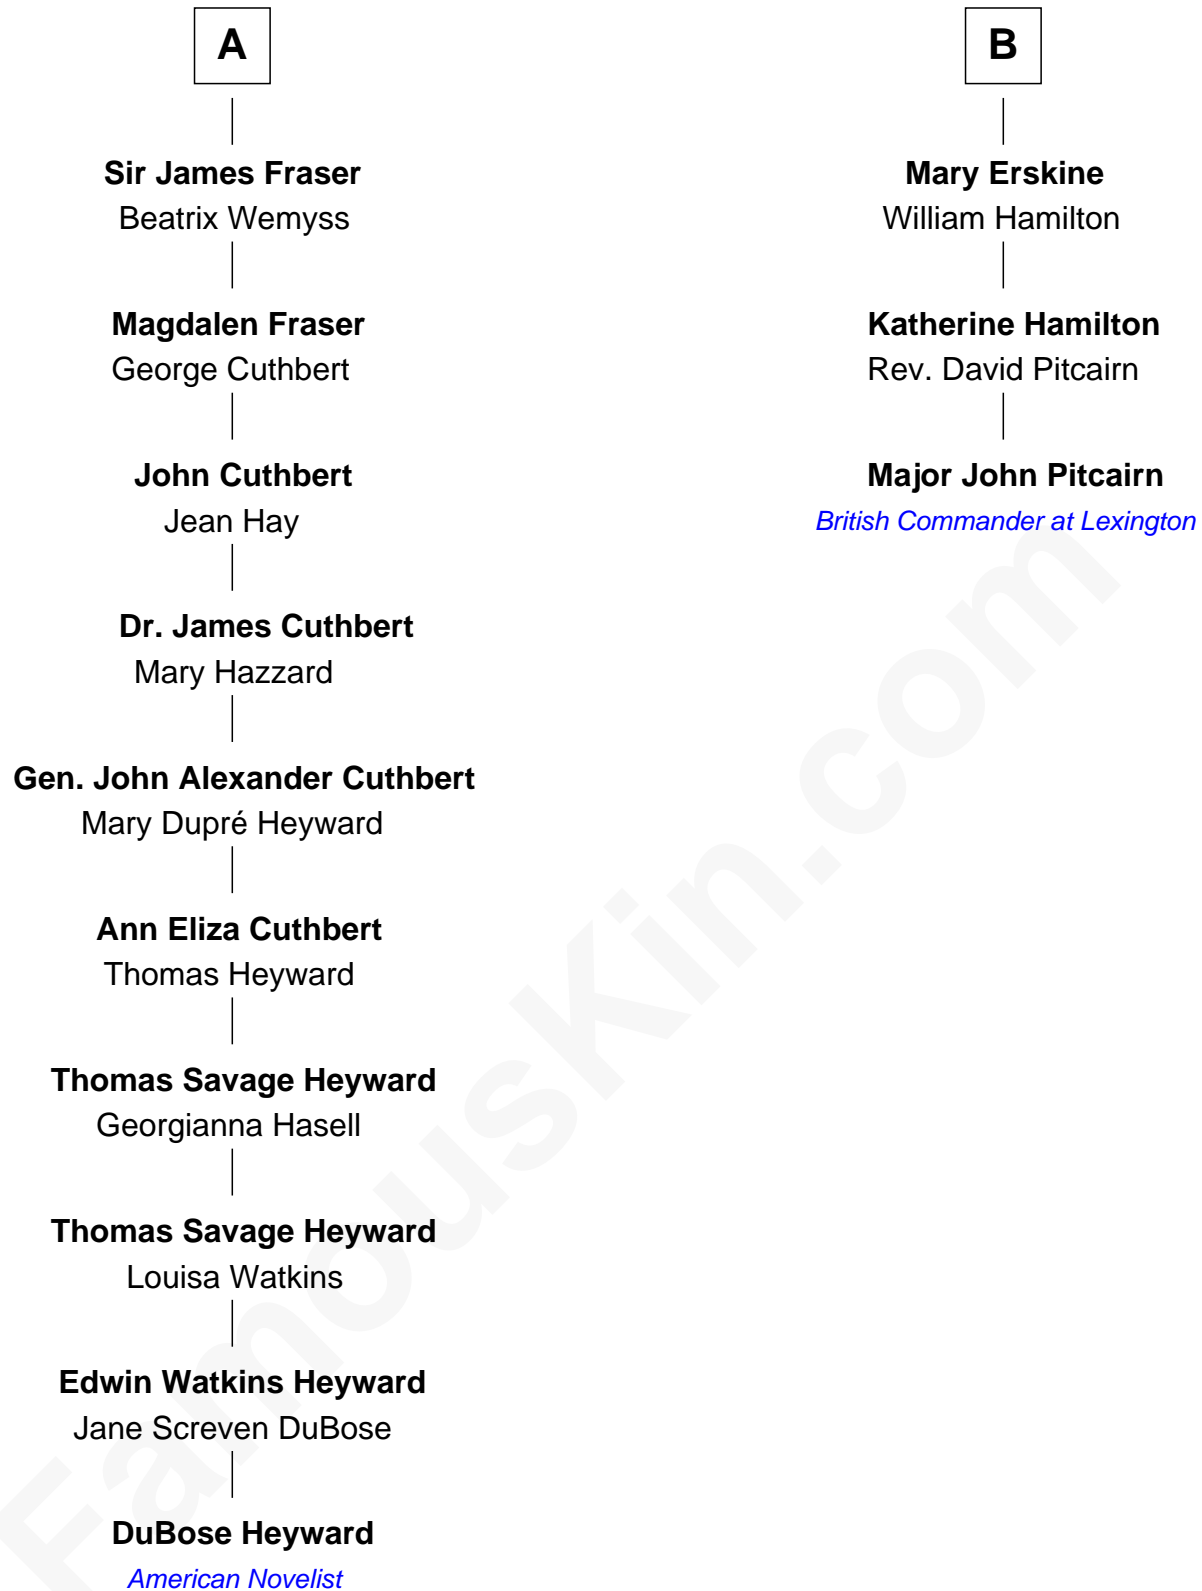 A
Sir James Fraser
Beatrix Wemyss
Magdalen Fraser
George Cuthbert
John Cuthbert
Jean Hay
Dr. James Cuthbert
Mary Hazzard
Gen. John Alexander Cuthbert
Mary Dupré Heyward
Ann Eliza Cuthbert
Thomas Heyward
Thomas Savage Heyward
Georgianna Hasell
Thomas Savage Heyward
Louisa Watkins
Edwin Watkins Heyward
Jane Screven DuBose
DuBose Heyward
American Novelist
B
Mary Erskine
William Hamilton
Katherine Hamilton
Rev. David Pitcairn
Major John Pitcairn
British Commander at Lexington
FamousKin.com